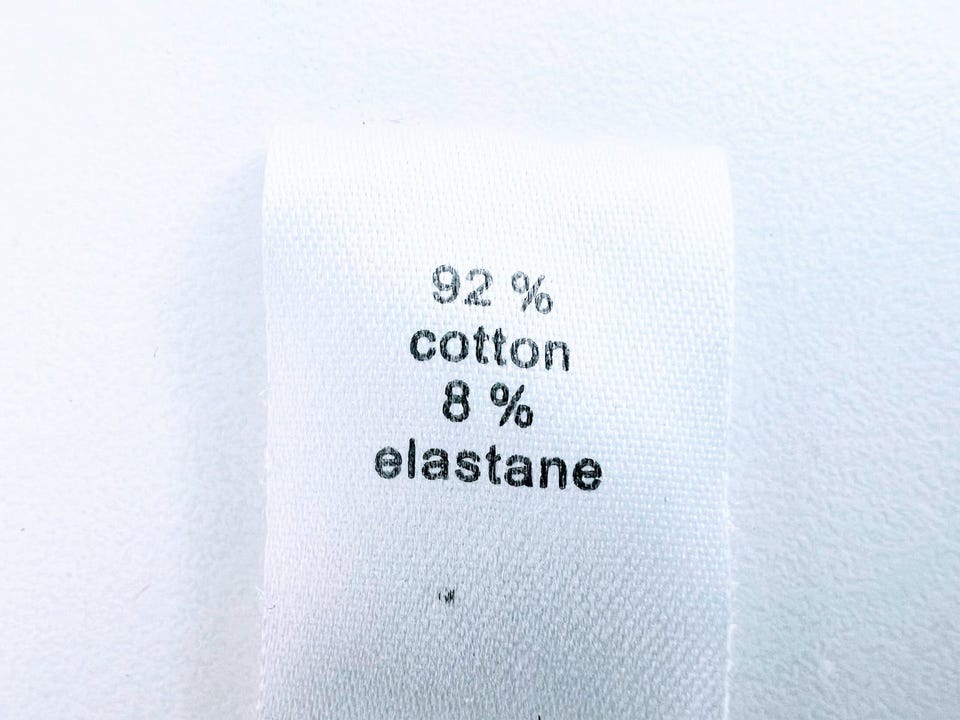 92 %
cotton
8 %
elastane